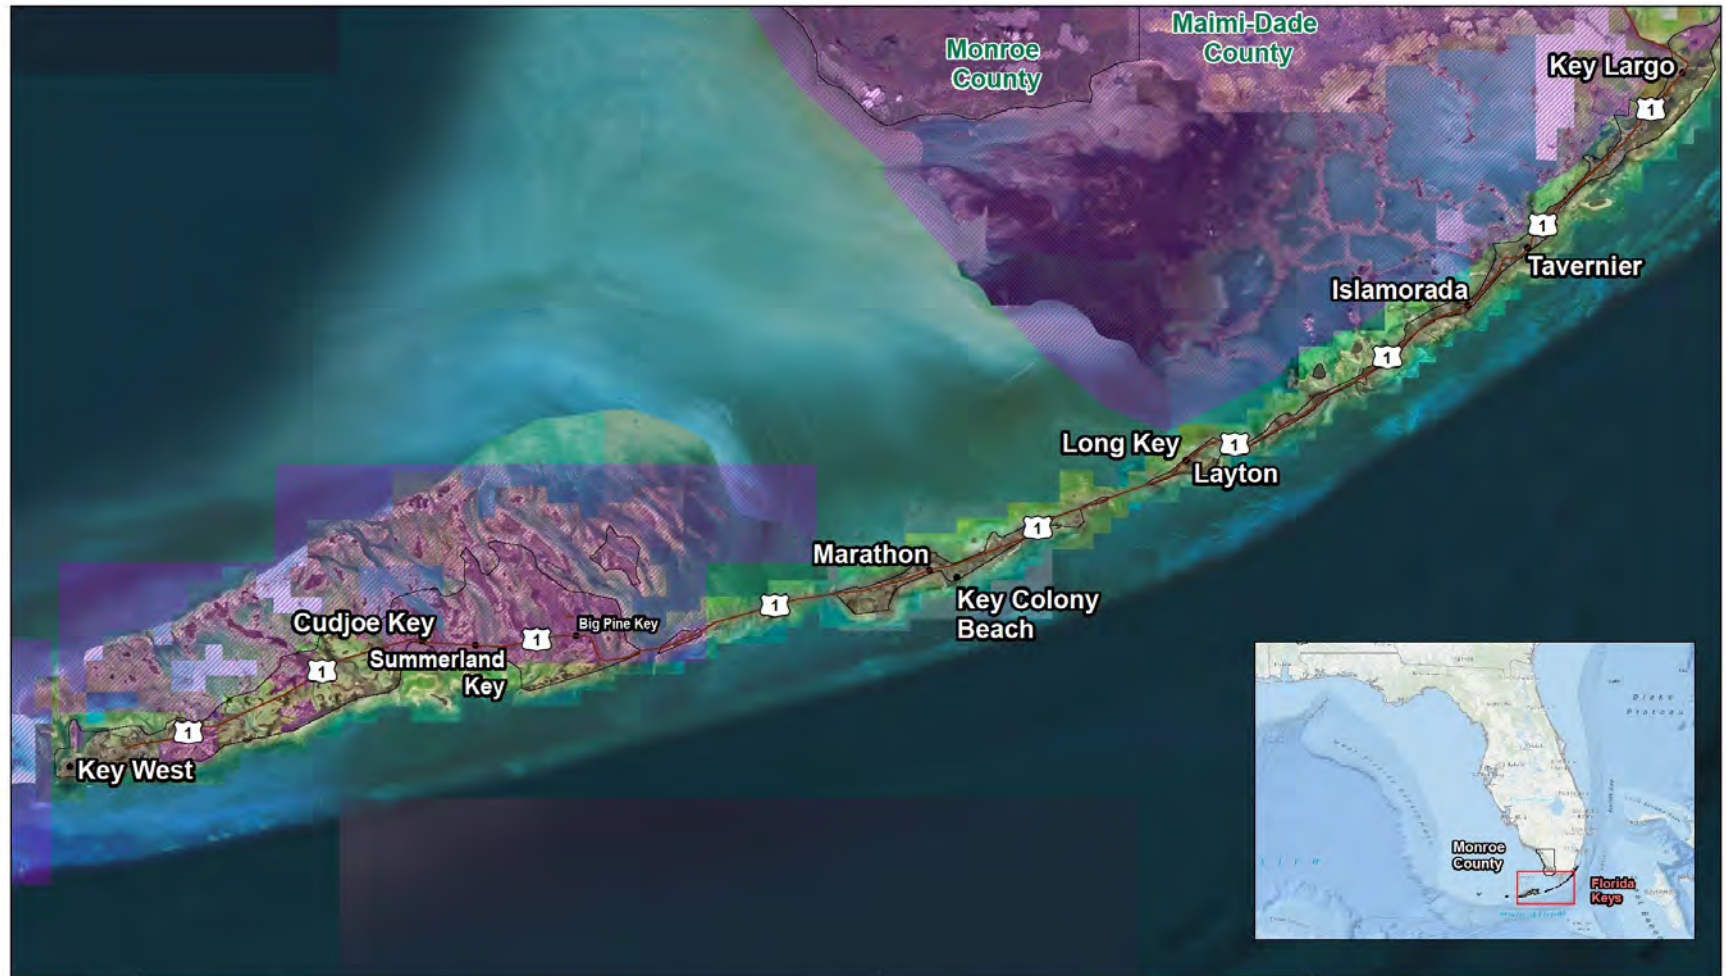 Maimi-Dade
County
Monroe
County
Key Largo
1
1
Tavernier
Islamorada
1
Long Key
1
Layton
1
Marathon
1
Key Colony
Beach
Cudjoe Key
1
Big Pine Key
Summerland
Key
1
1
Key West
Monroe
County
Florida
Keys